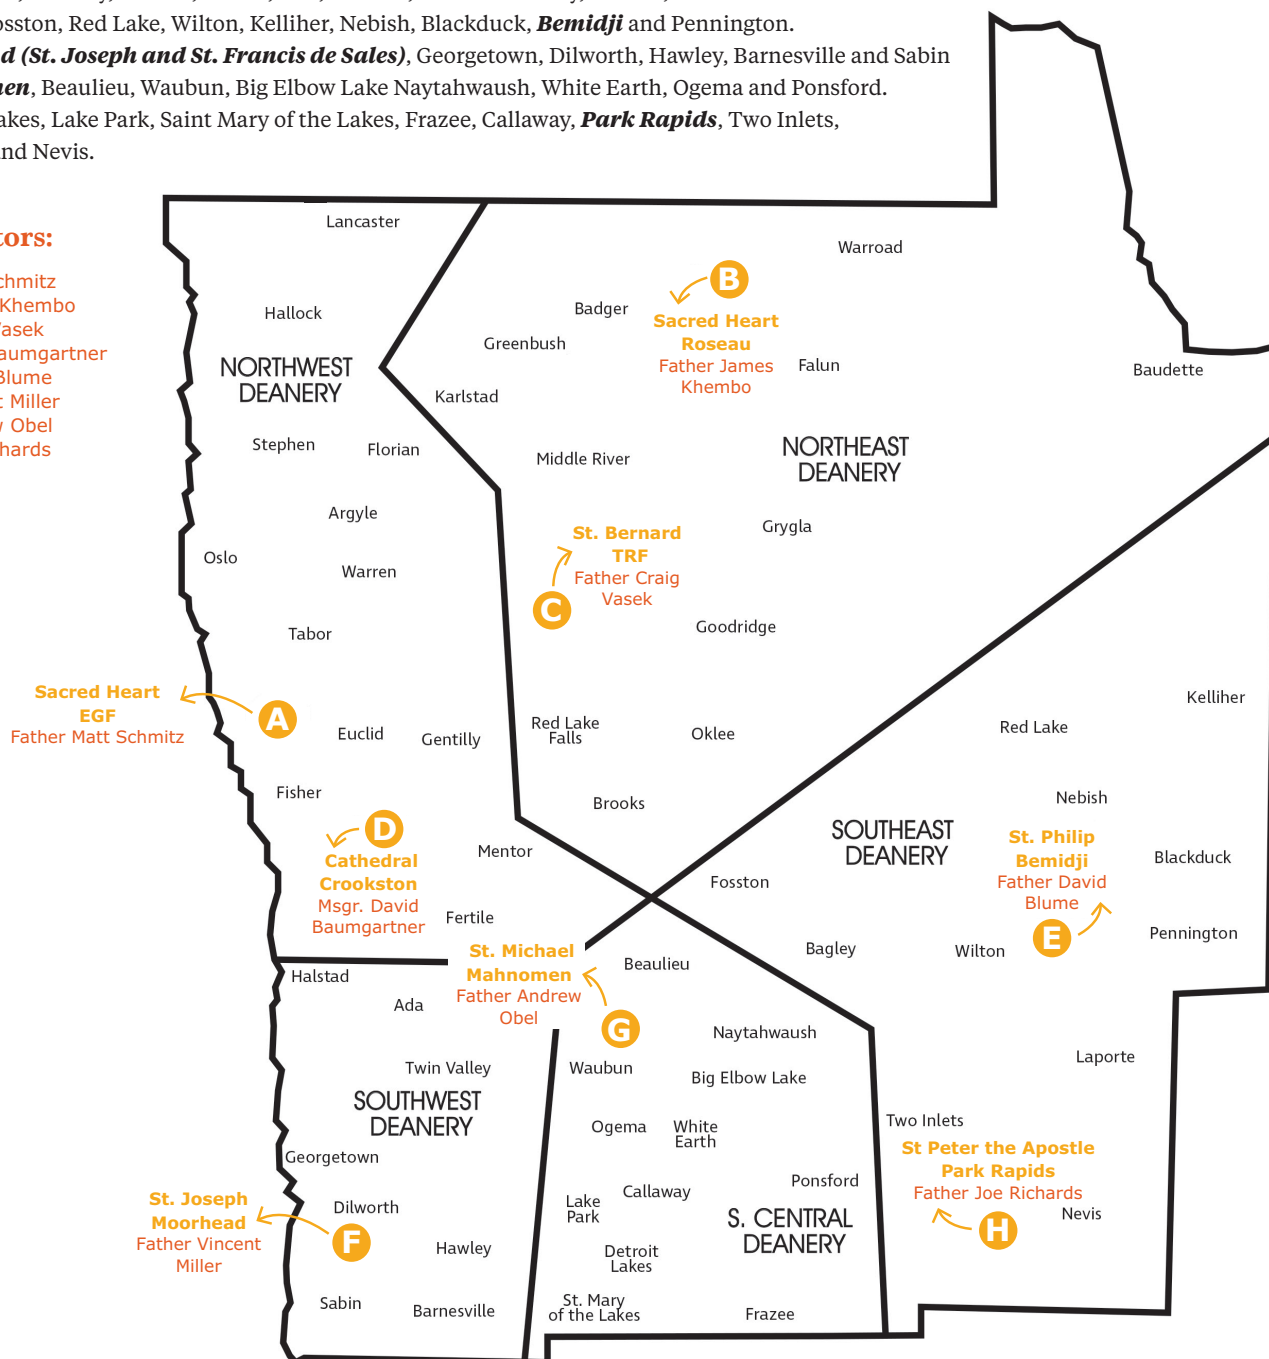 osston, Red Lake, Wilton, Kelliher, Nebish, Blackduck, Bemidji and Pennington.
d (St. Joseph and St. Francis de Sales), Georgetown, Dilworth, Hawley, Barnesville and Sabin
nen, Beaulieu, Waubun, Big Elbow Lake Naytahwaush, White Earth, Ogema and Ponsford.
akes, Lake Park, Saint Mary of the Lakes, Frazee, Callaway, Park Rapids, Two Inlets,
nd Nevis.
tors:
chmitz
Khembo
Vasek
aumgartner
Blume
t Miller
w Obel
hards
Lancaster
Warroad
Hallock
Badger
B
Sacred Heart
Roseau
Father James
Khembo
Greenbush
Falun
Baudette
NORTHWEST
DEANERY
Karlstad
Stephen
Florian
Middle River
NORTHEAST
DEANERY
Argyle
Grygla
St. Bernard
TRF
Father Craig
Vasek
C
Oslo
Warren
Tabor
Goodridge
Sacred Heart
EGF
Father Matt Schmitz
A
Euclid
Gentilly
Red Lake
Falls
Oklee
Red Lake
Kelliher
Fisher
Brooks
Nebish
D
Cathedral
Crookston
Msgr. David
Baumgartner
Mentor
SOUTHEAST
DEANERY
St. Philip
Bemidji
Father David
Blume
E
Blackduck
Fosston
Fertile
Pennington
Bagley
Wilton
St. Michael
Mahnomen
Father Andrew
Obel
G
Beaulieu
Halstad
Ada
Naytahwaush
Laporte
Twin Valley
Waubun
Big Elbow Lake
SOUTHWEST
DEANERY
Ogema
White
Earth
Two Inlets
St Peter the Apostle
Park Rapids
Father Joe Richards
H
Nevis
Georgetown
Ponsford
Callaway
Lake
Park
St. Joseph
Moorhead
Father Vincent
Miller
F
Dilworth
S. CENTRAL
DEANERY
Hawley
Detroit
Lakes
Sabin
Barnesville
St. Mary
of the Lakes
Frazee